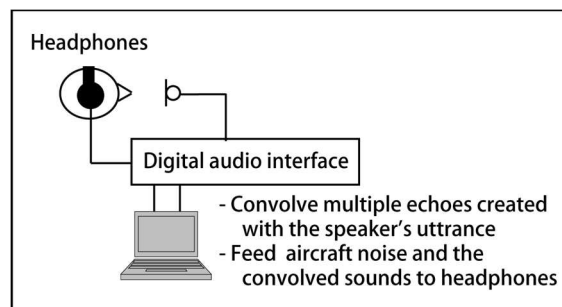 Headphones
Digital audio interface
- Convolve multiple echoes created
with the speaker's uttrance
- Feed aircraft noise and the
convolved sounds to headphones